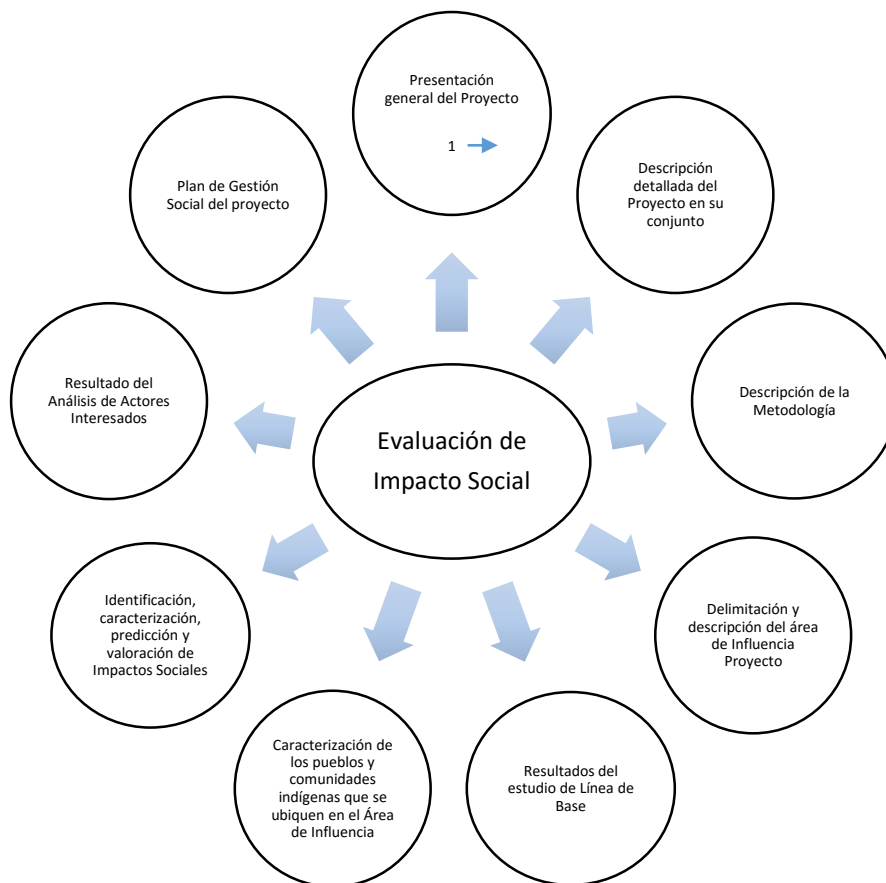 Presentación
general del Proyecto
1
Descripción
detallada del
Proyecto en su
conjunto
Descripción de la
Metodología
Delimitación y
descripción del área
de Influencia
Proyecto
Resultados del
estudio de Línea de
Base
Caracterización de
los pueblos y
comunidades
indígenas que se
ubiquen en el Área
de Influencia
Identificación,
caracterización,
predicción y
valoración de
Impactos Sociales
Resultado del
Análisis de Actores
Interesados
Plan de Gestión
Social del proyecto
Evaluación de
Impacto Social